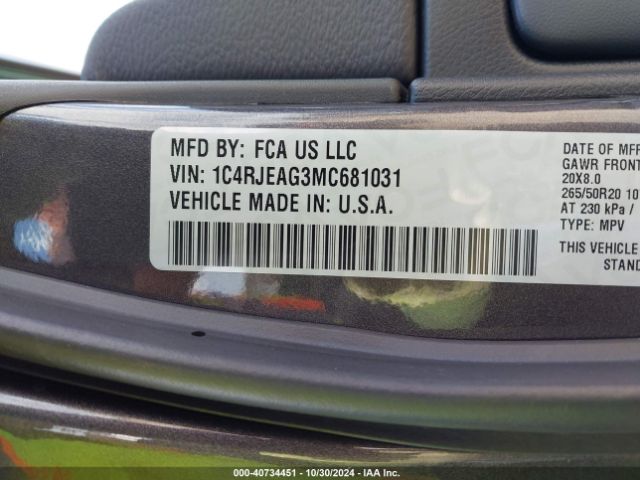 MFD BY: FCA US LLC
VIN: 1C4RJEAG3MC681031
VEHICLE MADE IN: U.S.A.
DATE OF MFR
GAWR FRONT
20X8.0
265/50R20 10
AT 230 kPa /
TYPE: MPV
THIS VEHICLE
STAND
000-40734451 | 10/30/2024 | IAA Inc.